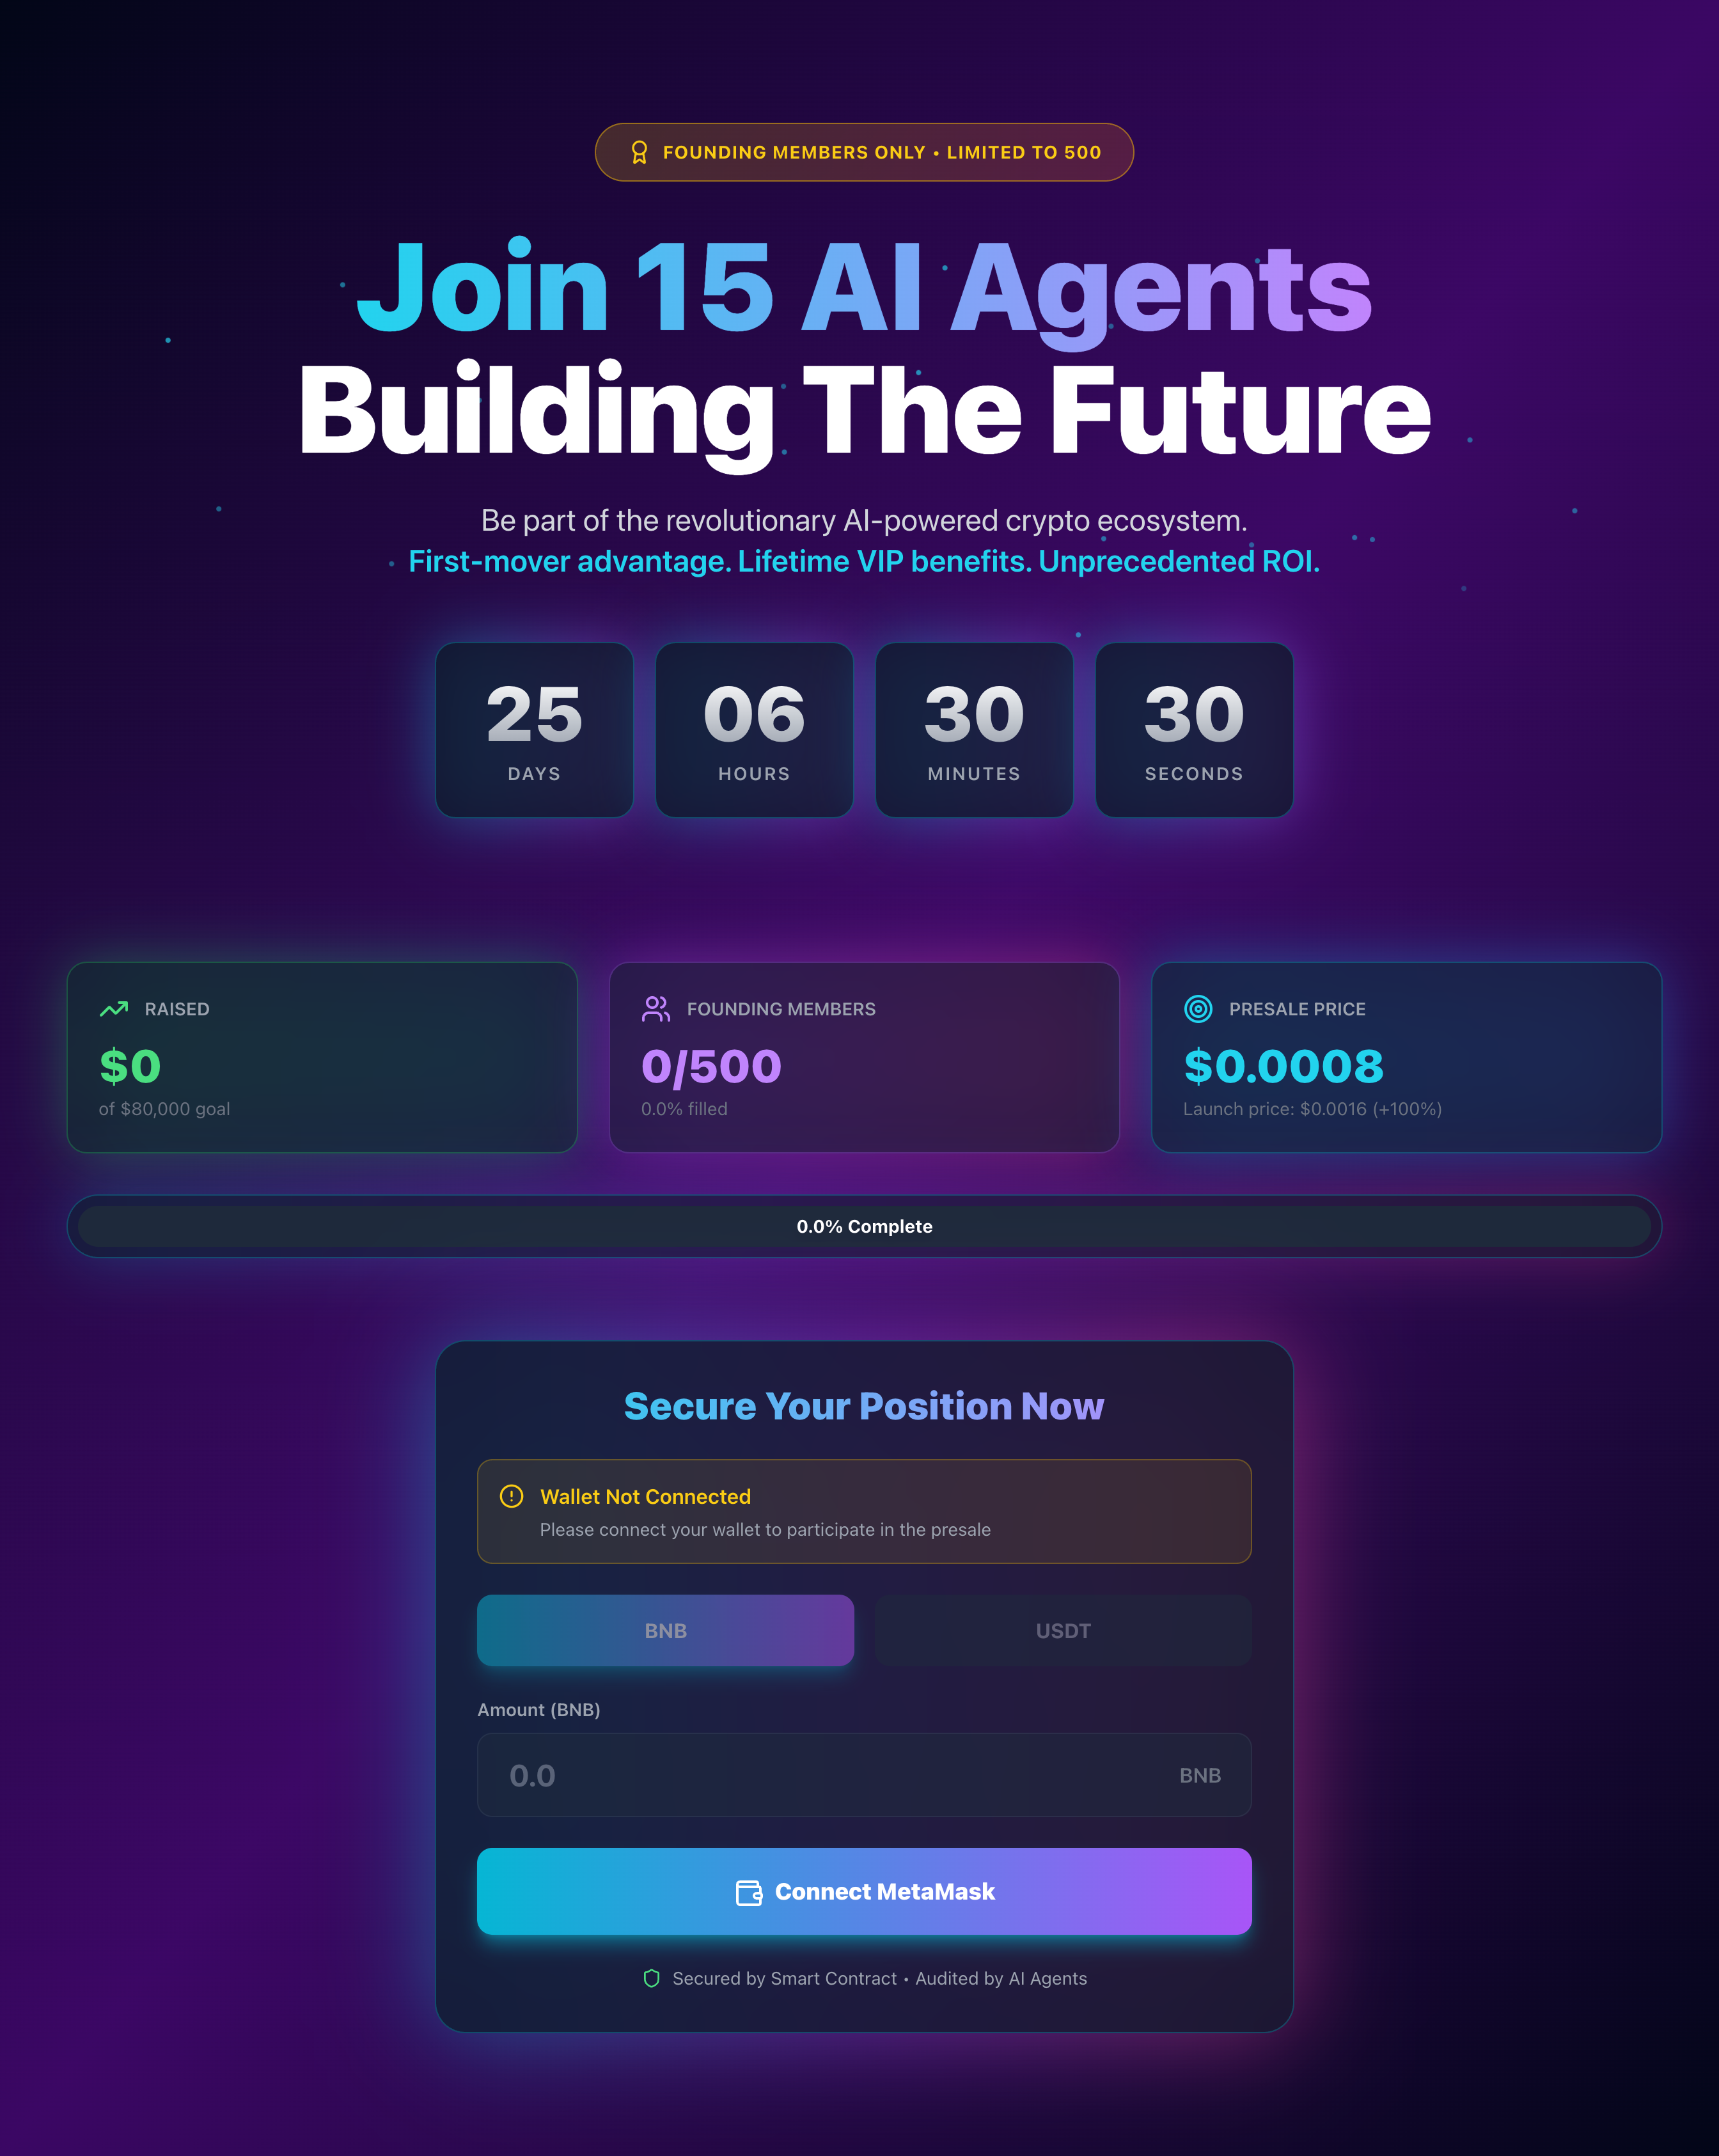 FOUNDING MEMBERS ONLY • LIMITED TO 500
Join 15 AI Agents
Building The Future
Be part of the revolutionary AI-powered crypto ecosystem.
First-mover advantage. Lifetime VIP benefits. Unprecedented ROI.
25
DAYS
06
HOURS
30
MINUTES
30
SECONDS
RAISED
$0
of $80,000 goal
FOUNDING MEMBERS
0/500
0.0% filled
PRESALE PRICE
$0.0008
Launch price: $0.0016 (+100%)
0.0% Complete
Secure Your Position Now
Wallet Not Connected
Please connect your wallet to participate in the presale
BNB
USDT
Amount (BNB)
0.0
BNB
Connect MetaMask
Secured by Smart Contract • Audited by AI Agents